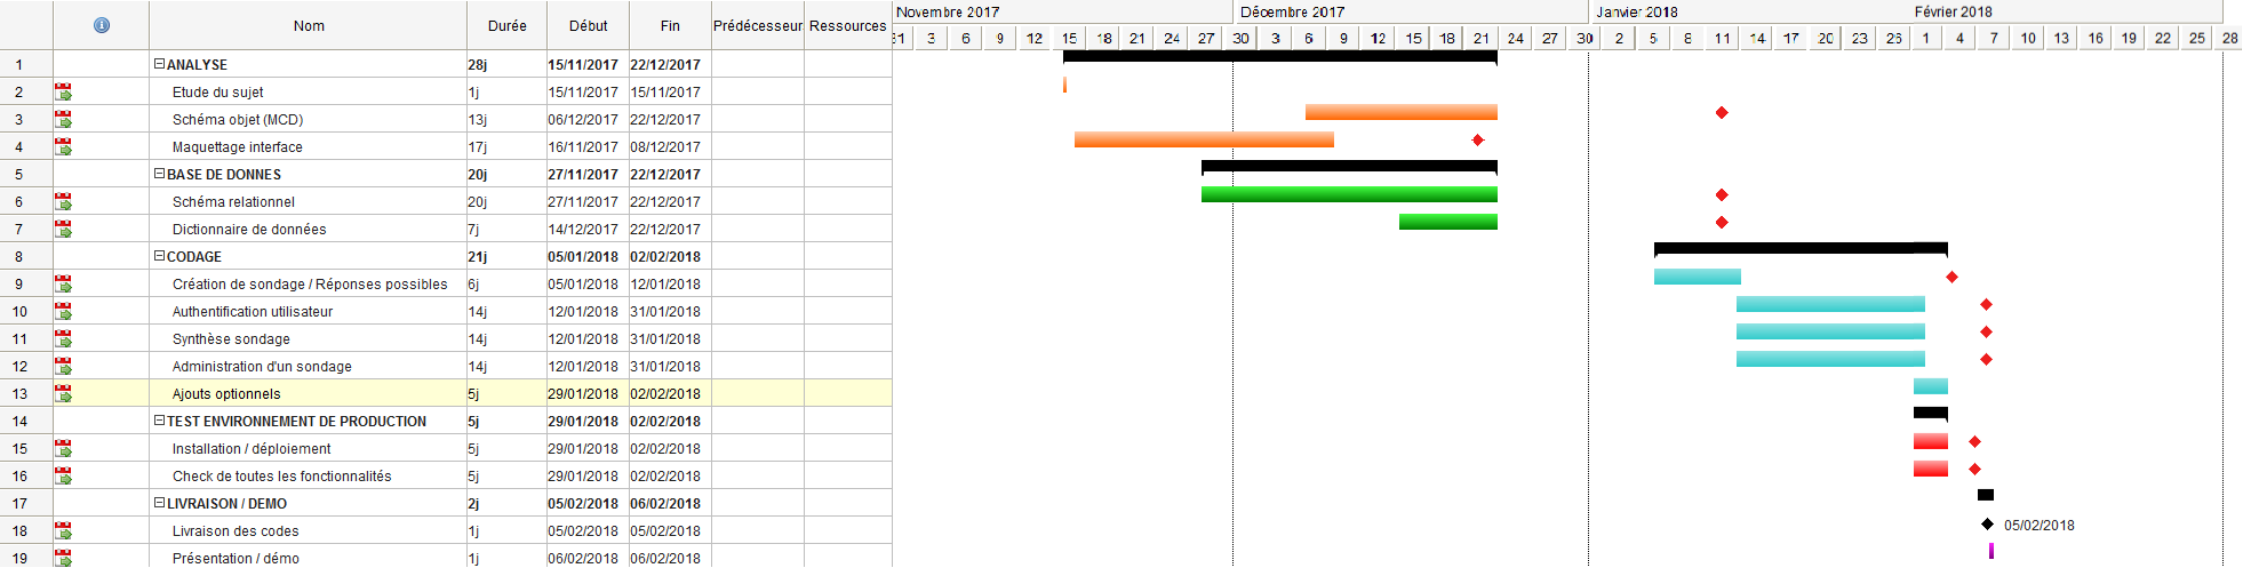 Nom Durée Début Fin Prédécesseur Ressources
Novembre 2017 Décembre 2017 Janvier 2018 Février 2018
31 3 6 9 12 15 18 21 24 27 30 3 6 9 12 15 18 21 24 27 30 2 5 8 11 14 17 20 23 26 1 4 7 10 13 16 19 22 25 28
1 ANALYSE 28j 15/11/2017 22/12/2017
2 Etude du sujet 1j 15/11/2017 15/11/2017
3 Schéma objet (MCD) 13j 06/12/2017 22/12/2017
4 Maquettage interface 17j 16/11/2017 08/12/2017
5 BASE DE DONNES 20j 27/11/2017 22/12/2017
6 Schéma relationnel 20j 27/11/2017 22/12/2017
7 Dictionnaire de données 7j 14/12/2017 22/12/2017
8 CODAGE 21j 05/01/2018 02/02/2018
9 Création de sondage / Réponses possibles 6j 05/01/2018 12/01/2018
10 Authentification utilisateur 14j 12/01/2018 31/01/2018
11 Synthèse sondage 14j 12/01/2018 31/01/2018
12 Administration d'un sondage 14j 12/01/2018 31/01/2018
13 Ajouts optionnels 5j 29/01/2018 02/02/2018
14 TEST ENVIRONNEMENT DE PRODUCTION 5j 29/01/2018 02/02/2018
15 Installation / déploiement 5j 29/01/2018 02/02/2018
16 Check de toutes les fonctionnalités 5j 29/01/2018 02/02/2018
17 LIVRAISON / DEMO 2j 05/02/2018 06/02/2018
18 Livraison des codes 1j 05/02/2018 05/02/2018 05/02/2018
19 Présentation / démo 1j 06/02/2018 06/02/2018